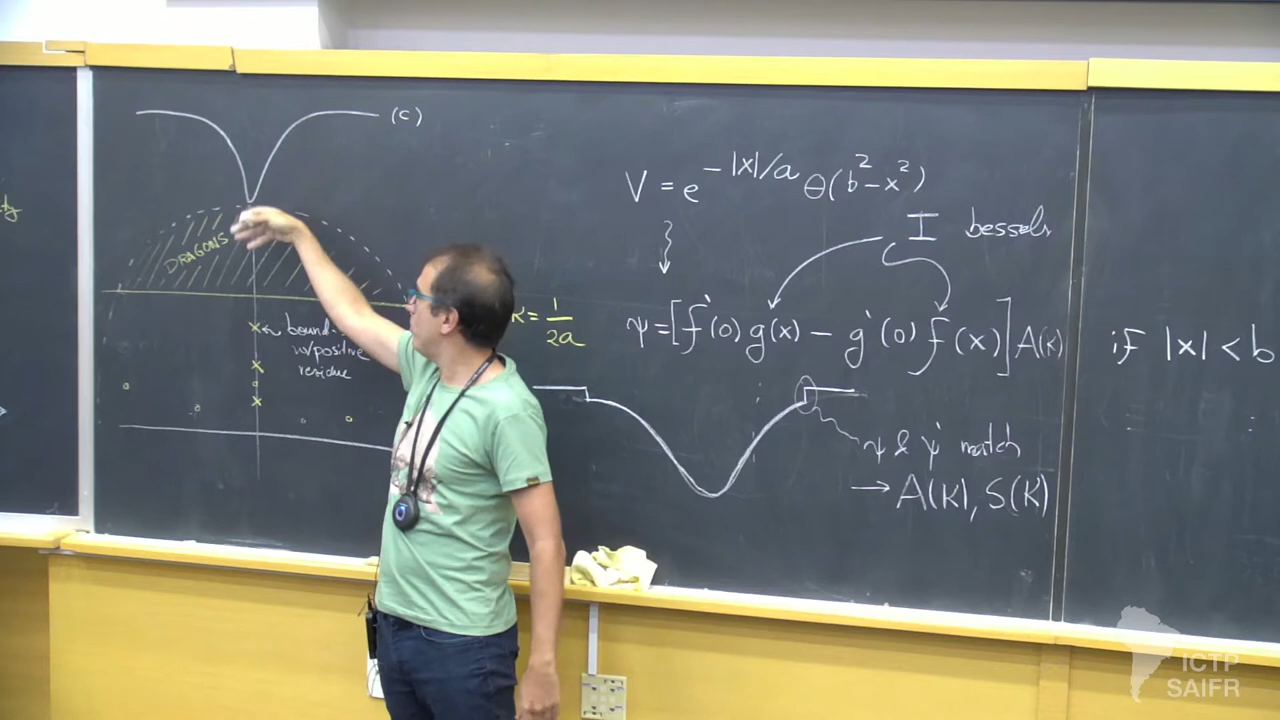 (C)
DRAGONS
x← bound
w/positive
residue
x
x
K = 1/2a
V = e^{-|x|/a} θ(b² - x²)
I bessels
ψ = [f'(0) g(x) - g'(0) f(x)] A(K)
if |x| < b
ψ & ψ' match
→ A(K), S(K)
ICTP
SAIFR